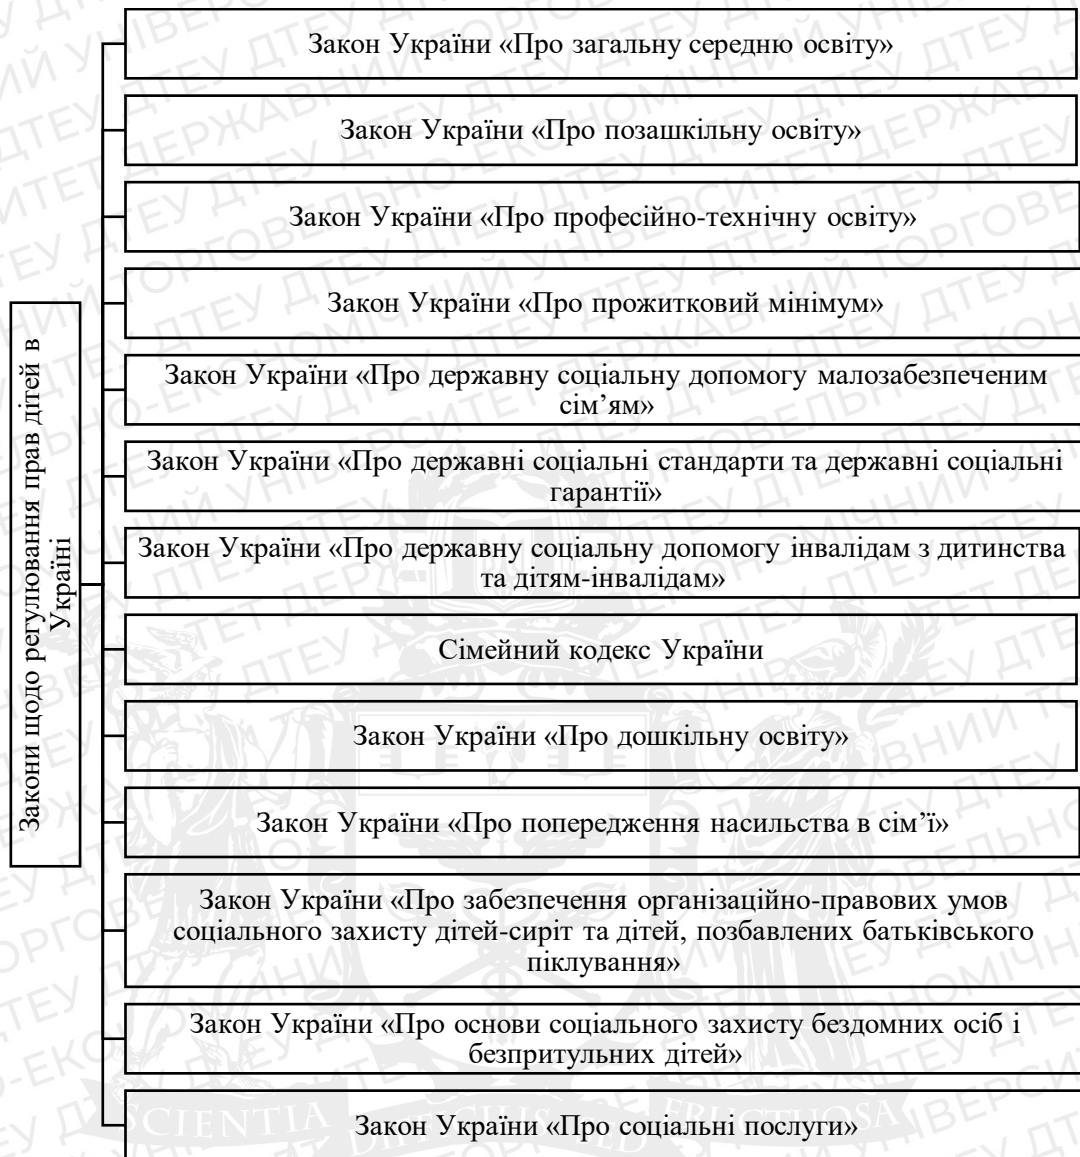 Закони щодо регулювання прав дітей в
Україні
Закон України «Про загальну середню освіту»
Закон України «Про позашкільну освіту»
Закон України «Про професійно-технічну освіту»
Закон України «Про прожитковий мінімум»
Закон України «Про державну соціальну допомогу малозабезпеченим
сім’ям»
Закон України «Про державні соціальні стандарти та державні соціальні
гарантії»
Закон України «Про державну соціальну допомогу інвалідам з дитинства
та дітям-інвалідам»
Сімейний кодекс України
Закон України «Про дошкільну освіту»
Закон України «Про попередження насильства в сім’ї»
Закон України «Про забезпечення організаційно-правових умов
соціального захисту дітей-сиріт та дітей, позбавлених батьківського
піклування»
Закон України «Про основи соціального захисту бездомних осіб і
безпритульних дітей»
Закон України «Про соціальні послуги»